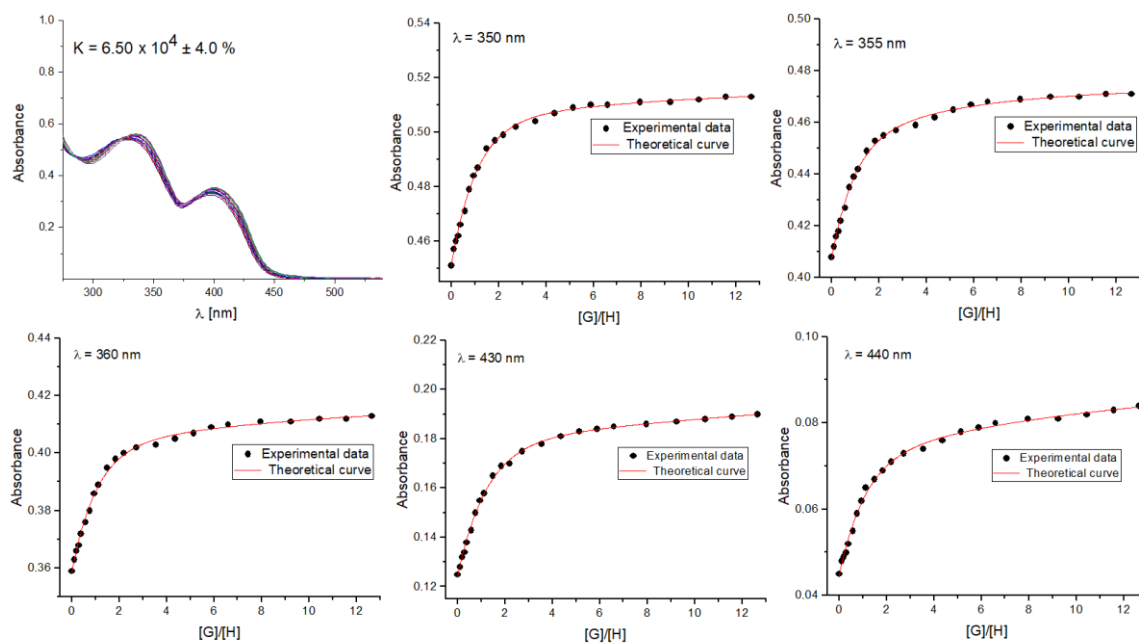 K = 6.50 x 10^4 ± 4.0 %
1.0
0.8
0.6
0.4
0.2
Absorbance
300 350 400 450 500
λ [nm]
λ = 350 nm
0.54
0.52
0.50
0.48
0.46
Absorbance
Experimental data
Theoretical curve
0 2 4 6 8 10 12
[G]/[H]
λ = 355 nm
0.50
0.48
0.46
0.44
0.42
0.40
Absorbance
Experimental data
Theoretical curve
0 2 4 6 8 10 12
[G]/[H]
λ = 360 nm
0.44
0.42
0.40
0.38
0.36
Absorbance
Experimental data
Theoretical curve
0 2 4 6 8 10 12
[G]/[H]
λ = 430 nm
0.20
0.18
0.16
0.14
0.12
Absorbance
Experimental data
Theoretical curve
0 2 4 6 8 10 12
[G]/[H]
λ = 440 nm
0.10
0.08
0.06
0.04
Absorbance
Experimental data
Theoretical curve
0 2 4 6 8 10 12
[G]/[H]